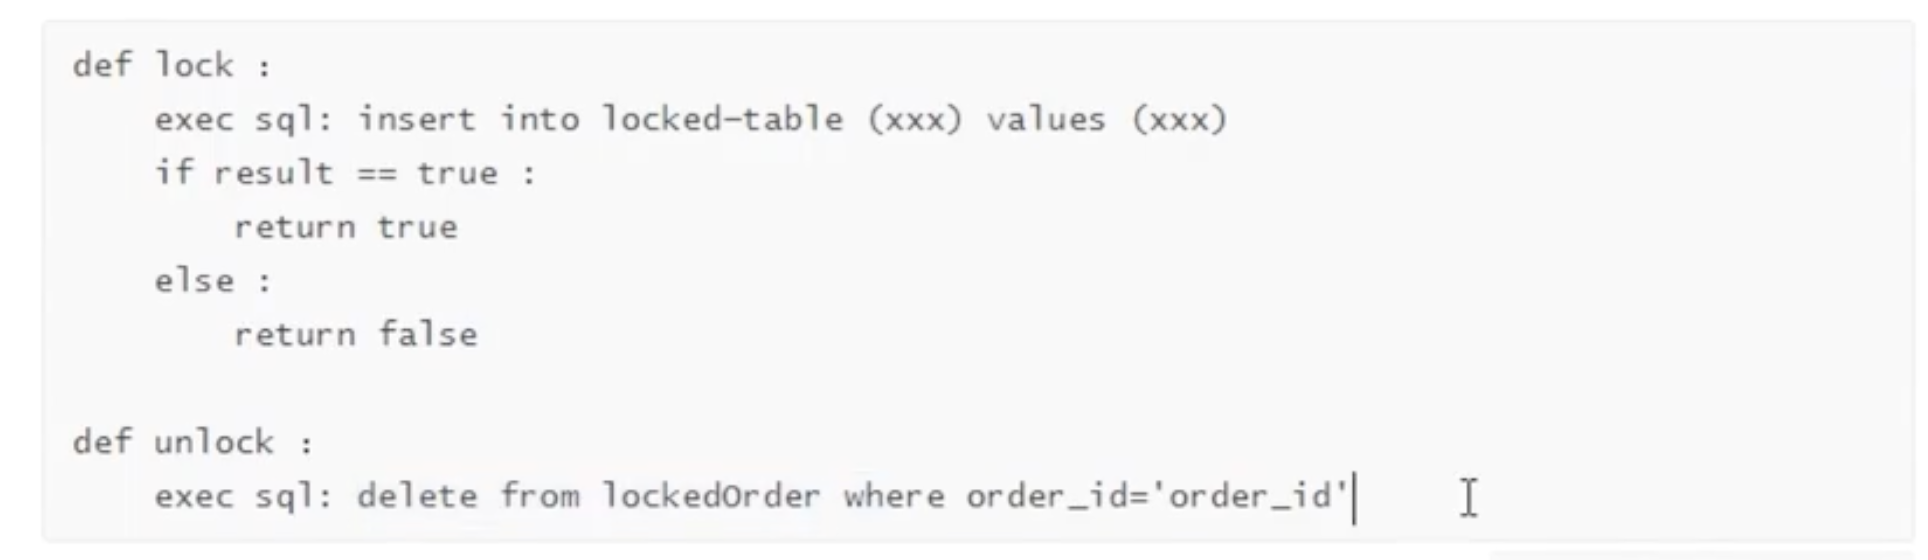 def lock :
    exec sql: insert into locked-table (xxx) values (xxx)
    if result == true :
        return true
    else :
        return false
def unlock :
    exec sql: delete from lockedOrder where order_id='order_id'